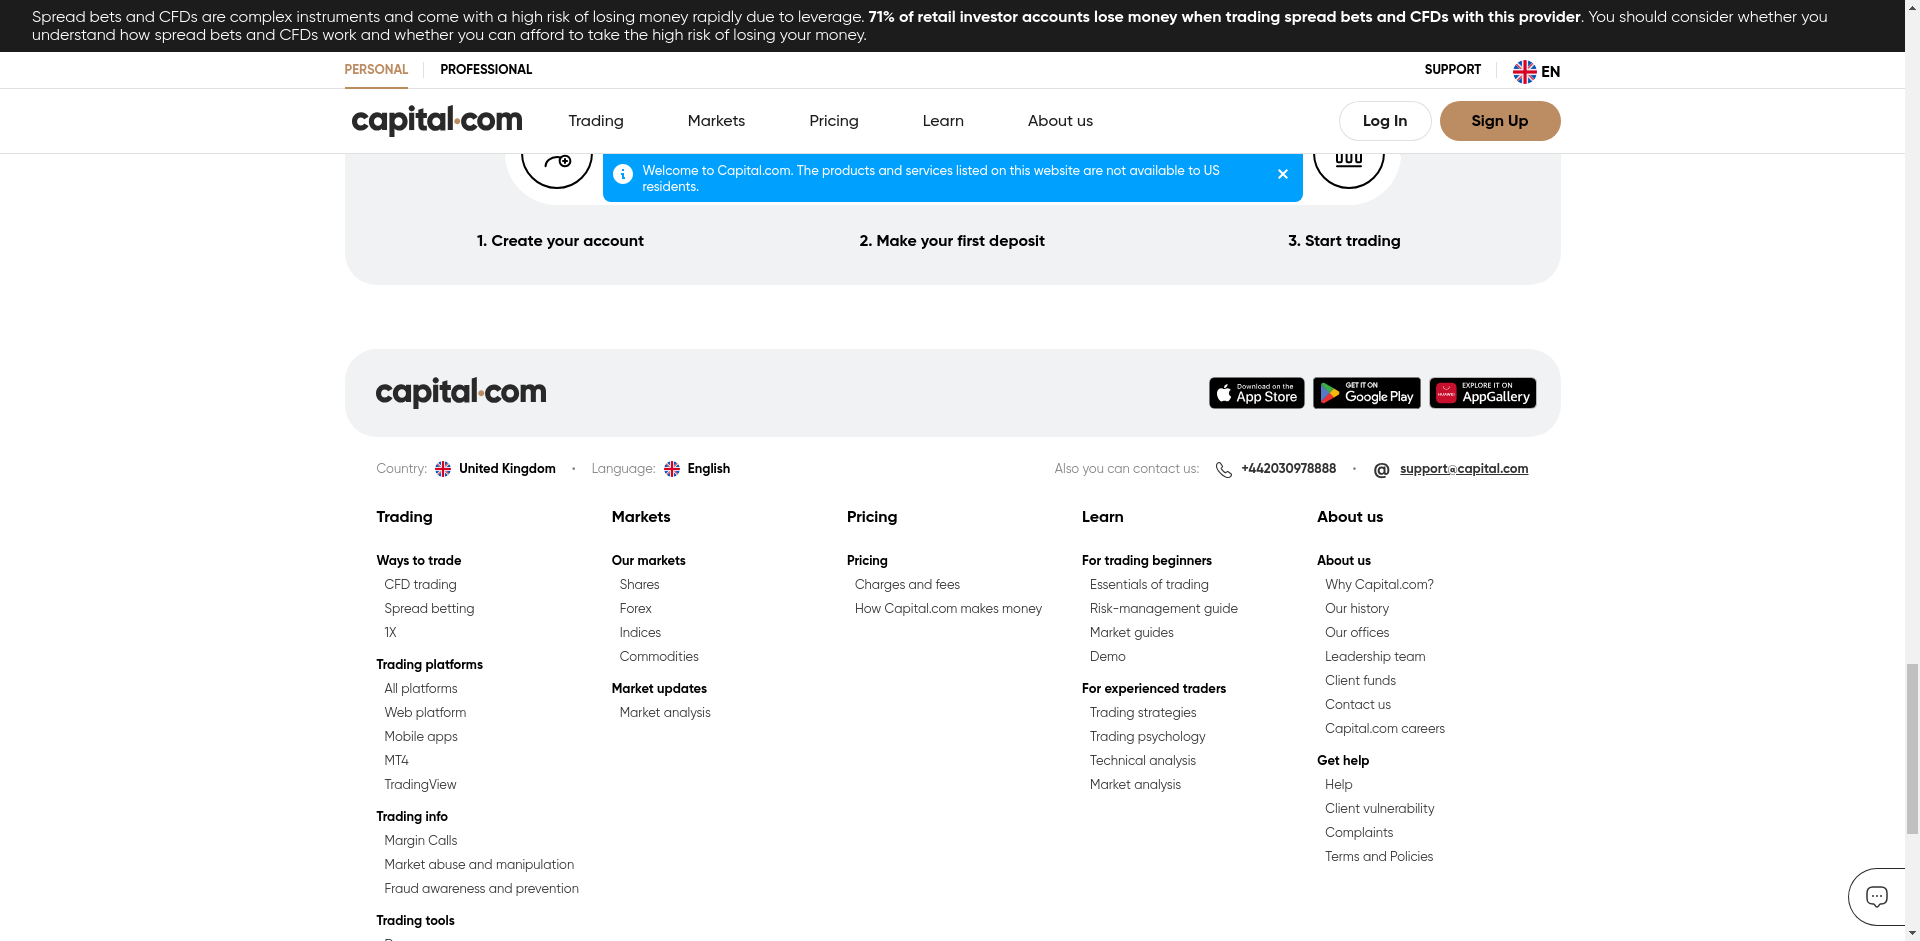 Spread bets and CFDs are complex instruments and come with a high risk of losing money rapidly due to leverage. 71% of retail investor accounts lose money when trading spread bets and CFDs with this provider. You should consider whether you
understand how spread bets and CFDs work and whether you can afford to take the high risk of losing your money.
PERSONAL
PROFESSIONAL
SUPPORT
EN
capital.com
Trading
Markets
Pricing
Learn
About us
Log In
Sign Up
Welcome to Capital.com. The products and services listed on this website are not available to US
residents.
1. Create your account
2. Make your first deposit
3. Start trading
capital.com
Download on the
App Store
GET IT ON
Google Play
HUAWEI
EXPLORE IT ON
AppGallery
Country:
United Kingdom
•
Language:
English
Also you can contact us:
+442030978888
•
@
support@capital.com
Trading
Ways to trade
CFD trading
Spread betting
1X
Trading platforms
All platforms
Web platform
Mobile apps
MT4
TradingView
Trading info
Margin Calls
Market abuse and manipulation
Fraud awareness and prevention
Trading tools
Markets
Our markets
Shares
Forex
Indices
Commodities
Market updates
Market analysis
Pricing
Pricing
Charges and fees
How Capital.com makes money
Learn
For trading beginners
Essentials of trading
Risk-management guide
Market guides
Demo
For experienced traders
Trading strategies
Trading psychology
Technical analysis
Market analysis
About us
About us
Why Capital.com?
Our history
Our offices
Leadership team
Client funds
Contact us
Capital.com careers
Get help
Help
Client vulnerability
Complaints
Terms and Policies